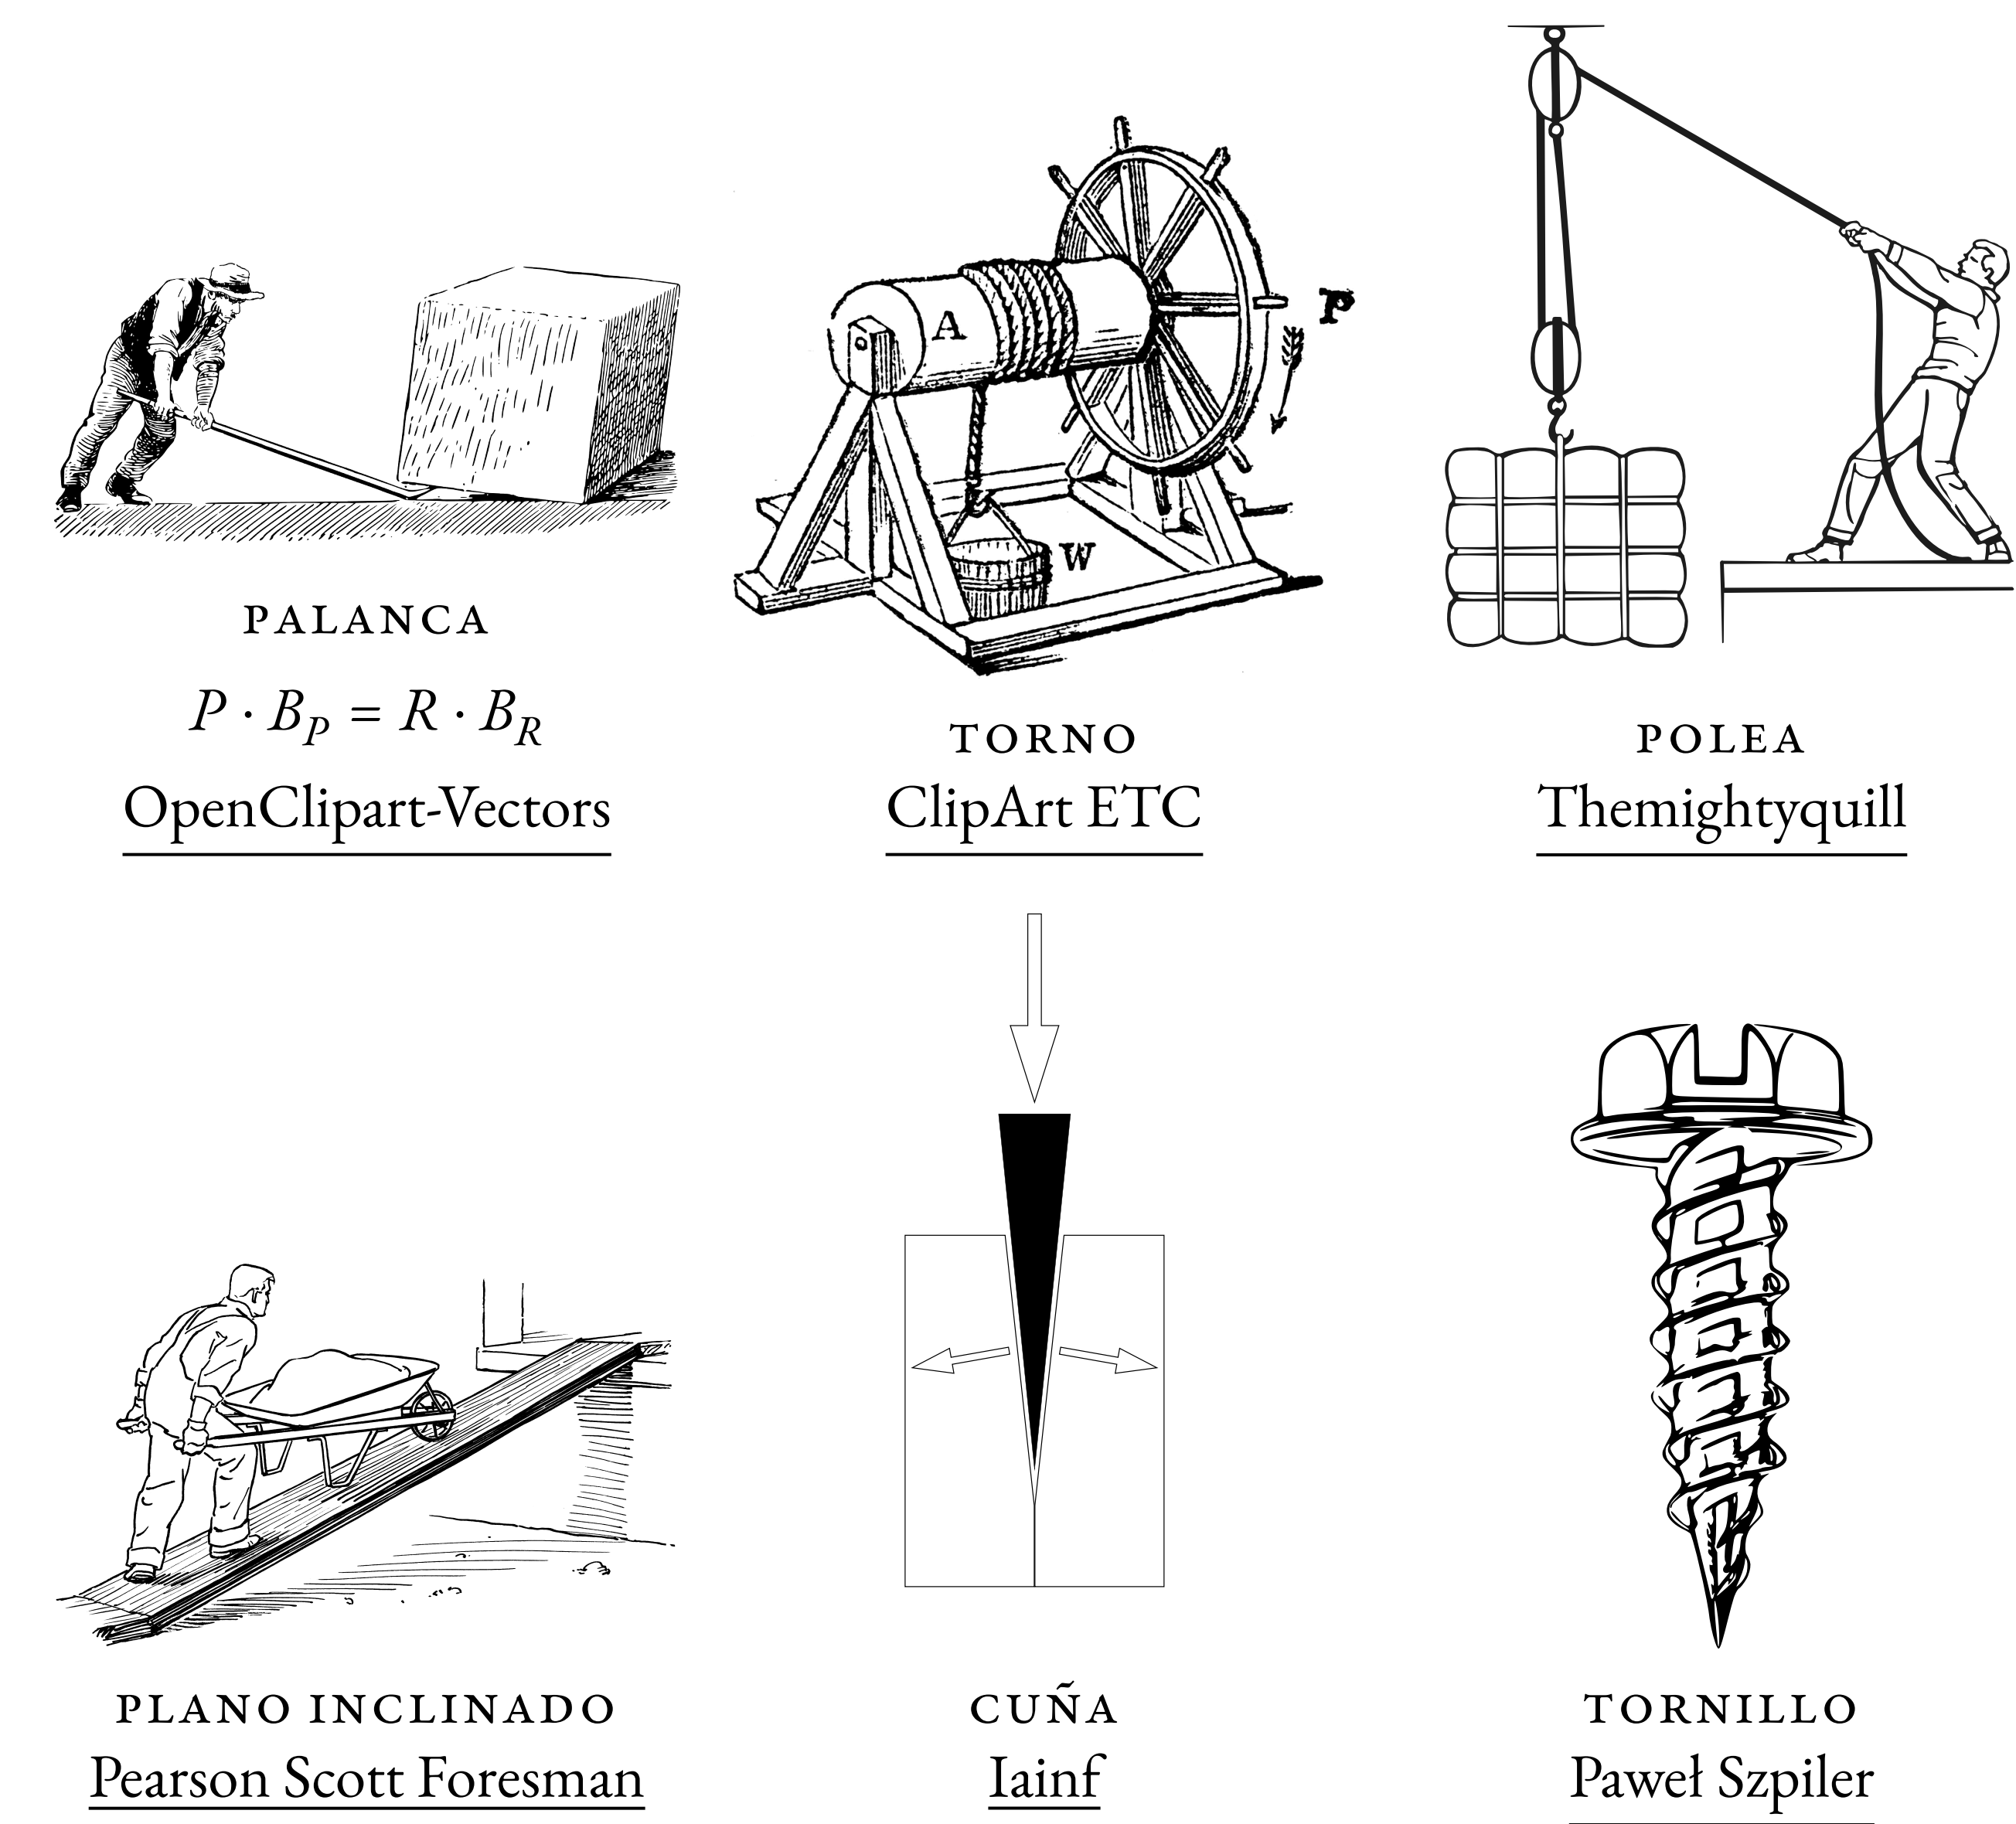 A
P
W
PALANCA
P · B_P = R · B_R
OpenClipart-Vectors
TORNO
ClipArt ETC
POLEA
Themightyquill
PLANO INCLINADO
Pearson Scott Foresman
CUÑA
Iainf
TORNILLO
Paweł Szpiler